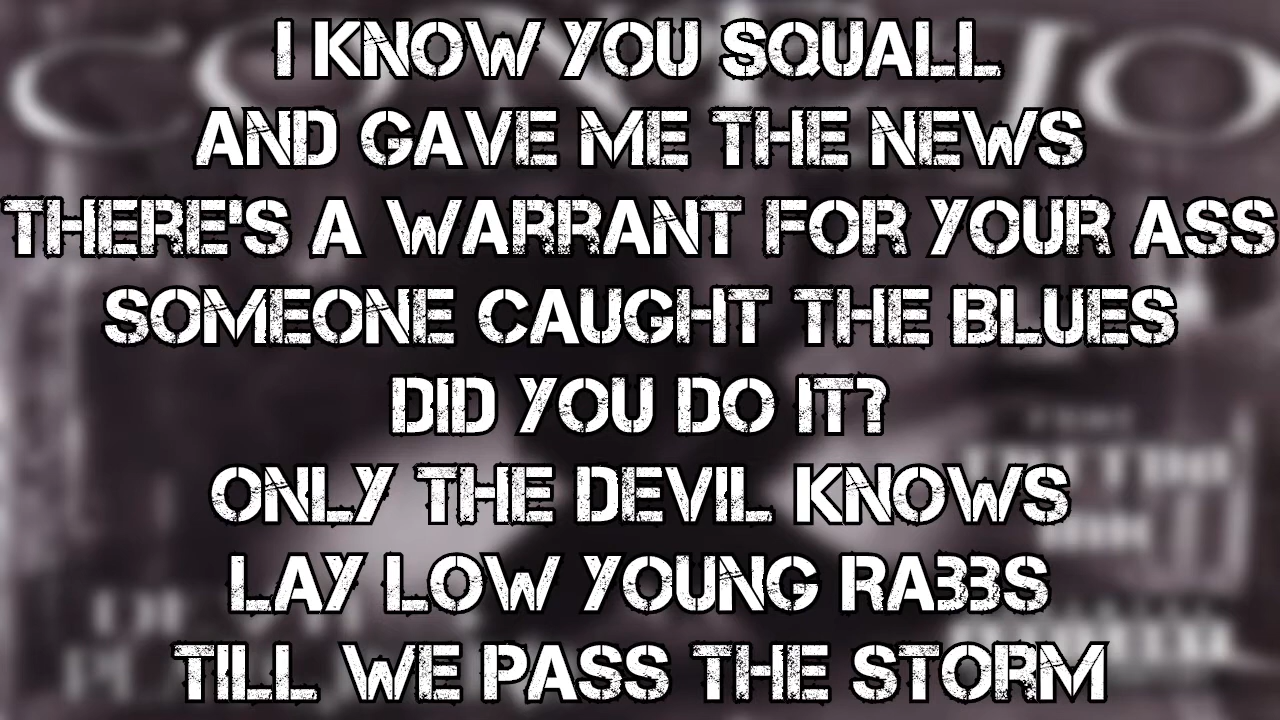 I KNOW YOU SQUALL
AND GAVE ME THE NEWS
THERE'S A WARRANT FOR YOUR ASS
SOMEONE CAUGHT THE BLUES
DID YOU DO IT?
ONLY THE DEVIL KNOWS
LAY LOW YOUNG RA33S
TILL WE PASS THE STORM